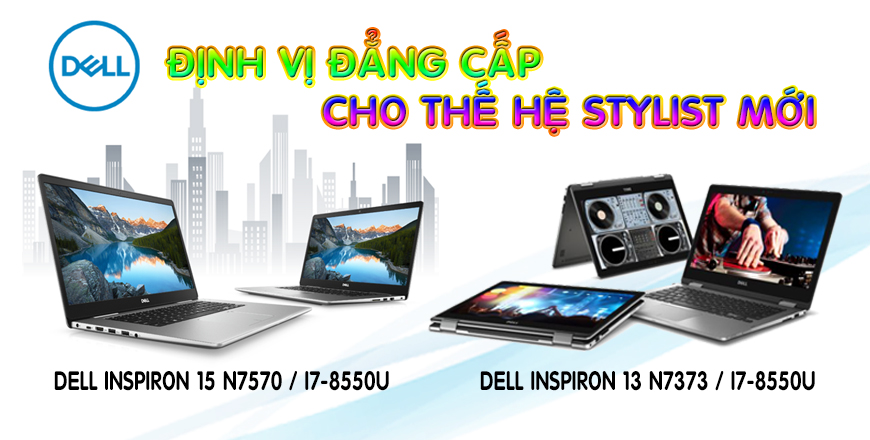 DELL
ĐỊNH VỊ ĐẲNG CẤP
CHO THẾ HỆ STYLIST MỚI
DELL INSPIRON 15 N7570 / I7-8550U
DELL INSPIRON 13 N7373 / I7-8550U